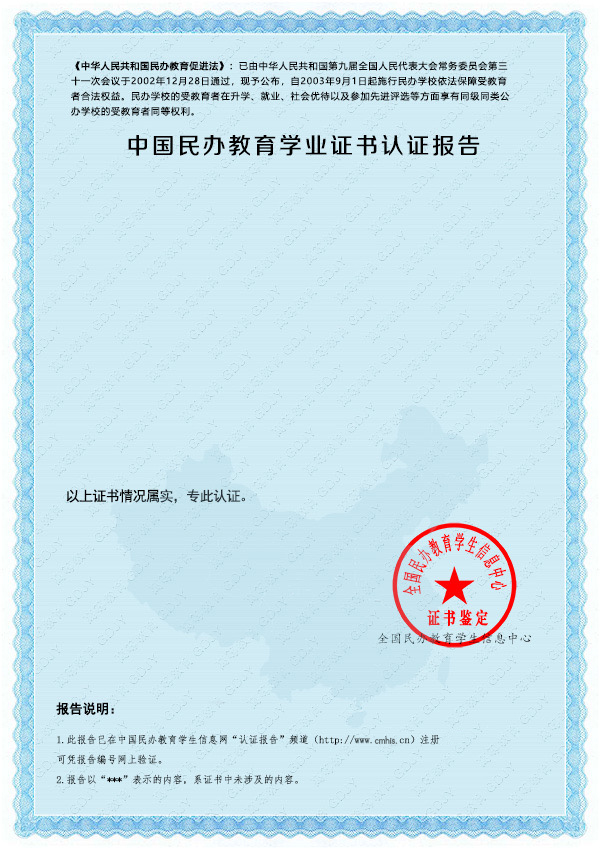 《中华人民共和国民办教育促进法》：已由中华人民共和国第九届全国人民代表大会常务委员会第三
十一次会议于2002年12月28日通过，现予公布，自2003年9月1日起施行民办学校依法保障受教育
者合法权益。民办学校的受教育者在升学、就业、社会优待以及参加先进评选等方面享有同级同类公
办学校的受教育者同等权利。
中国民办教育学业证书认证报告
以上证书情况属实，专此认证。
全国民办教育学生信息中心
证书鉴定
全国民办教育学生信息中心
报告说明：
1.此报告已在中国民办教育学生信息网“认证报告”频道（http://www.cmhis.cn）注册
可凭报告编号网上验证。
2.报告以“***”表示的内容，系证书中未涉及的内容。